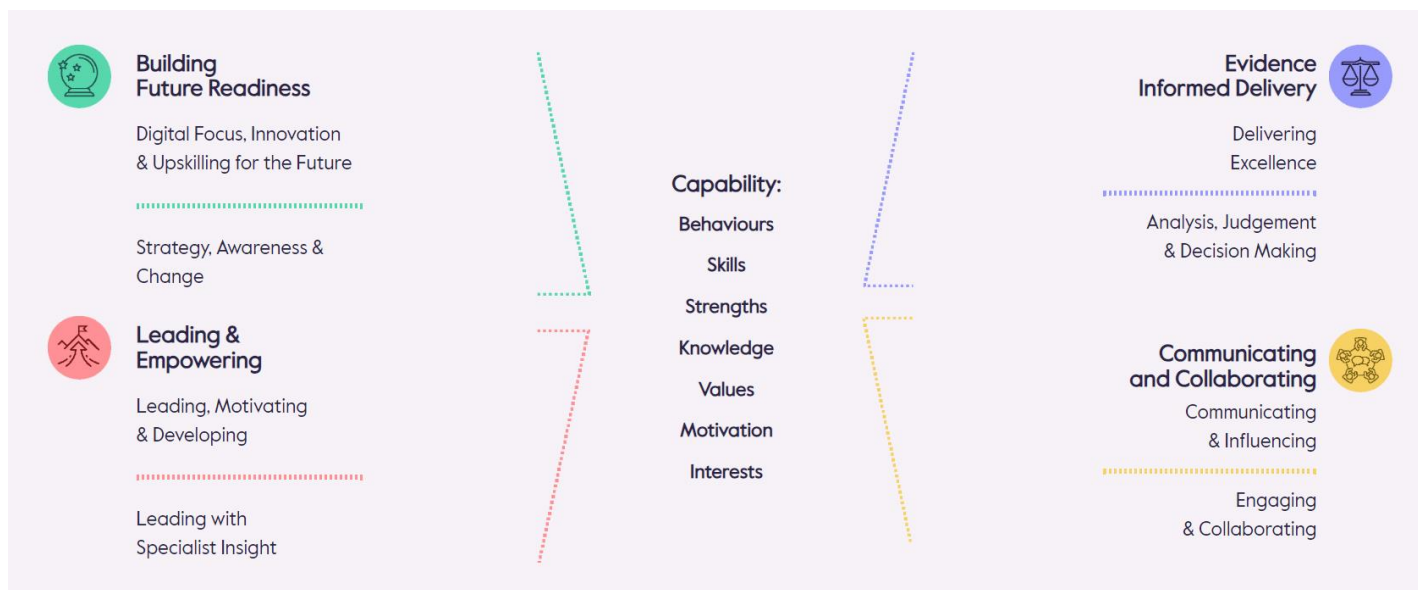 Building
Future Readiness
Digital Focus, Innovation
& Upskilling for the Future
Strategy, Awareness &
Change
Leading &
Empowering
Leading, Motivating
& Developing
Leading with
Specialist Insight
Capability:
Behaviours
Skills
Strengths
Knowledge
Values
Motivation
Interests
Evidence
Informed Delivery
Delivering
Excellence
Analysis, Judgement
& Decision Making
Communicating
and Collaborating
Communicating
& Influencing
Engaging
& Collaborating